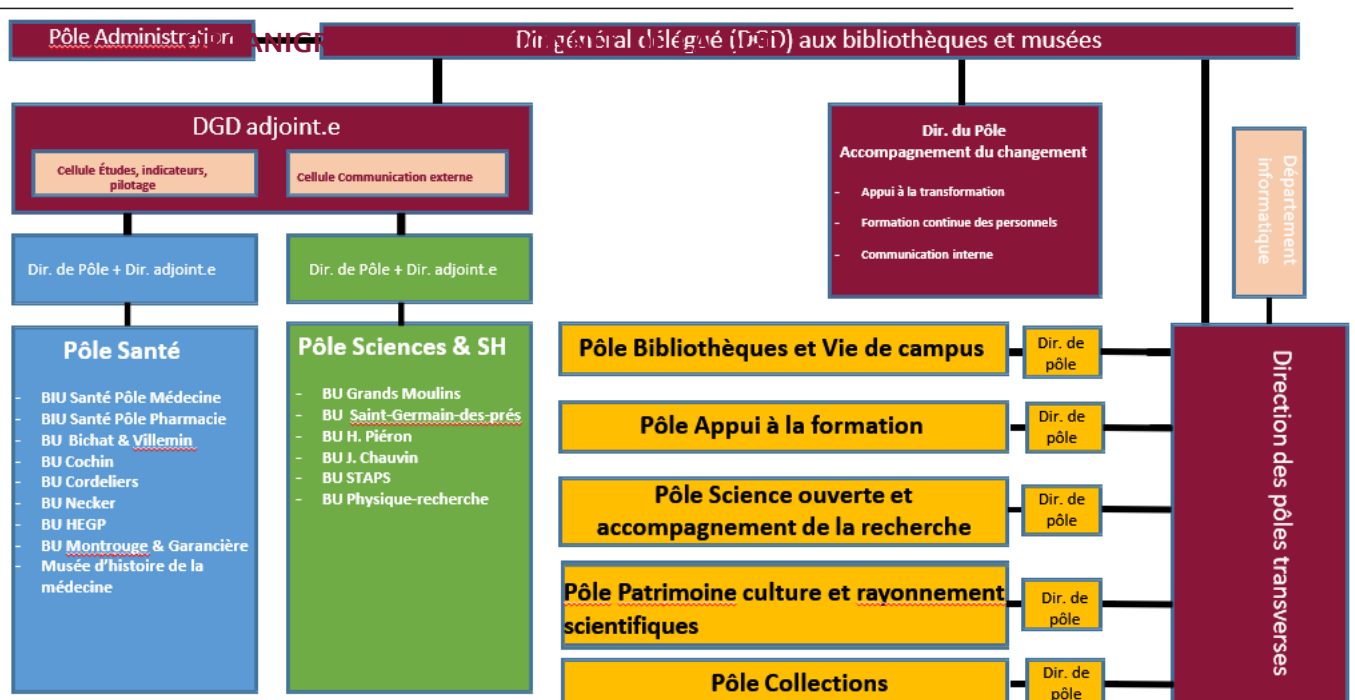 Pôle Administration
Dir général délégué (DGD) aux bibliothèques et musées
DGD adjoint.e
Cellule Études, indicateurs,
pilotage
Cellule Communication externe
Dir. du Pôle
Accompagnement du changement
- Appui à la transformation
- Formation continue des personnels
- Communication interne
Département
informatique
Dir. de Pôle + Dir. adjoint.e
Dir. de Pôle + Dir. adjoint.e
Pôle Santé
- BIU Santé Pôle Médecine
- BIU Santé Pôle Pharmacie
- BU Bichat & Villemin
- BU Cochin
- BU Cordeliers
- BU Necker
- BU HEGP
- BU Montrouge & Garancière
- Musée d’histoire de la
médecine
Pôle Sciences & SH
- BU Grands Moulins
- BU Saint-Germain-des-prés
- BU H. Piéron
- BU J. Chauvin
- BU STAPS
- BU Physique-recherche
Pôle Bibliothèques et Vie de campus
Dir. de
pôle
Pôle Appui à la formation
Dir. de
pôle
Pôle Science ouverte et
accompagnement de la recherche
Dir. de
pôle
Pôle Patrimoine culture et rayonnement
scientifiques
Dir. de
pôle
Pôle Collections
Dir. de
pôle
Direction des pôles transverses